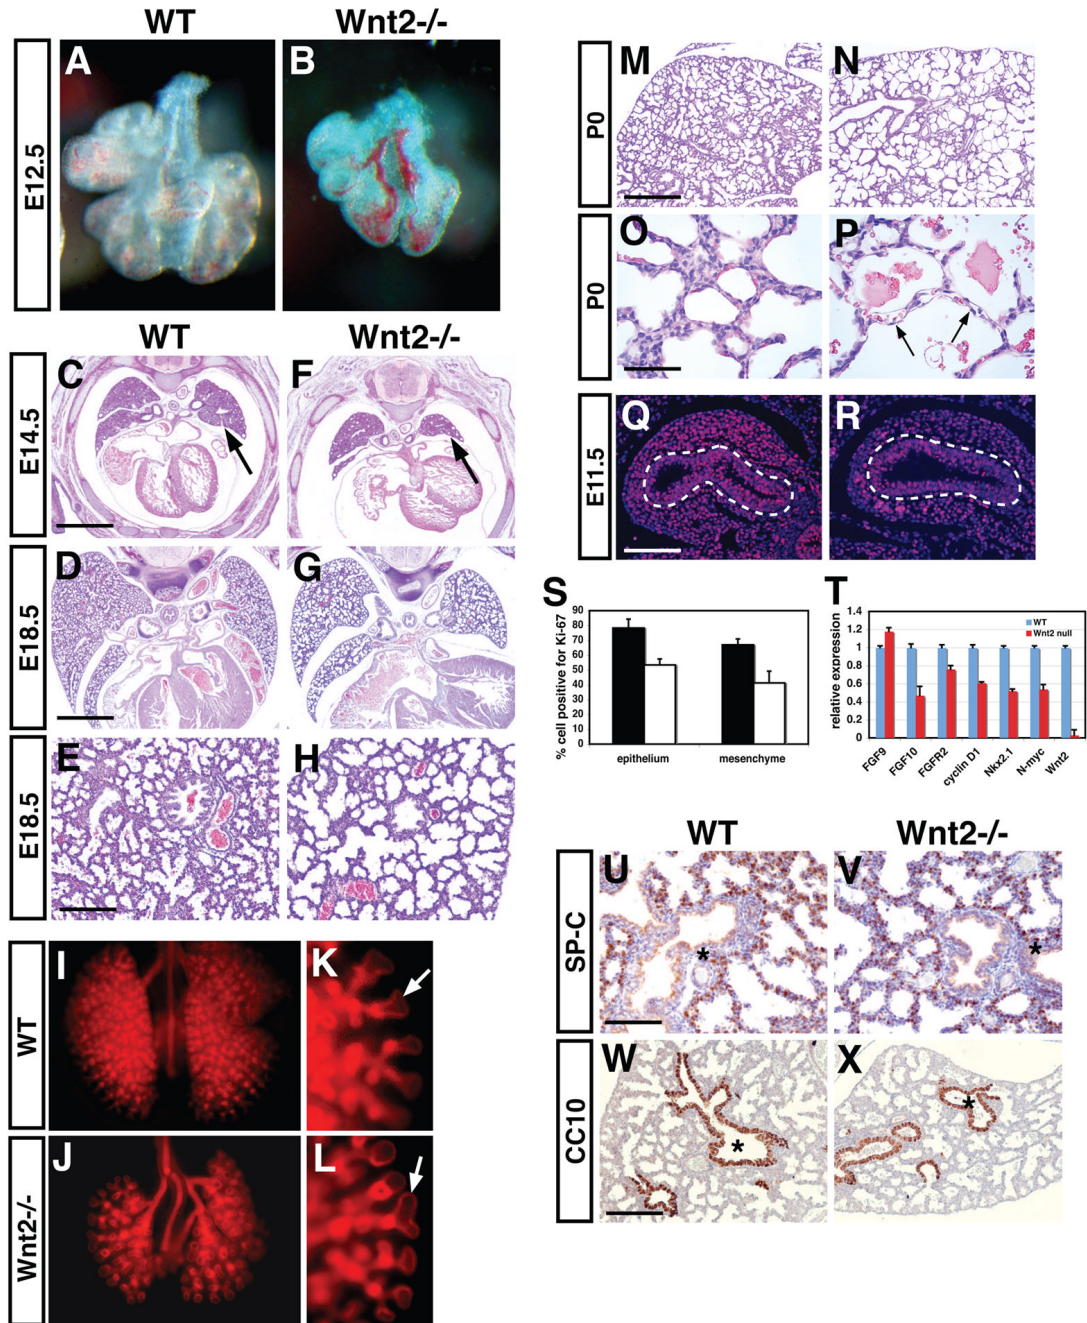 WT
Wnt2-/-
E12.5
A
B
WT
Wnt2-/-
E14.5
C
F
E18.5
D
G
E18.5
E
H
WT
I
K
Wnt2-/-
J
L
P0
M
N
P0
O
P
E11.5
Q
R
S
% cell positive for Ki-67
90
80
70
60
50
40
30
20
10
0
epithelium
mesenchyme
T
relative expression
1.4
1.2
1
0.8
0.6
0.4
0.2
0
WT
Wnt2 null
FGF9
FGF10
FGFR2
cyclin D1
Nkx2.1
N-myc
Wnt2
WT
Wnt2-/-
SP-C
U
*
V
*
CC10
W
*
X
*